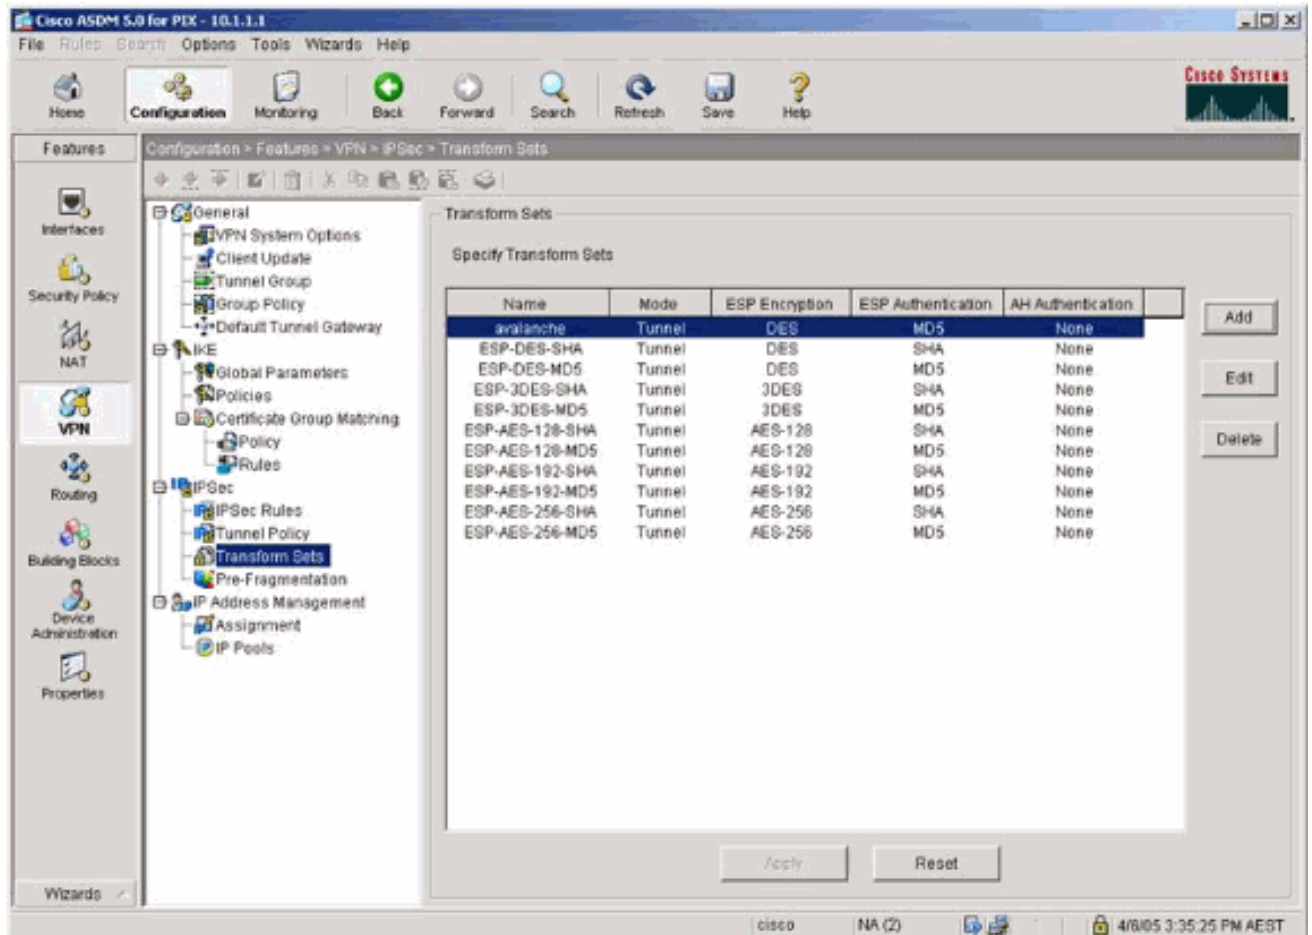 Cisco ASDM 5.0 for PIX - 10.1.1.1
File Rules Search Options Tools Wizards Help
Home Configuration Monitoring Back Forward Search Refresh Save Help
CISCO SYSTEMS
Features
Configuration > Features > VPN > IPSec > Transform Sets
Interfaces
Security Policy
NAT
VPN
Routing
Building Blocks
Device
Administration
Properties
Wizards
General
VPN System Options
Client Update
Tunnel Group
Group Policy
Default Tunnel Gateway
IKE
Global Parameters
Policies
Certificate Group Matching
Policy
Rules
IPSec
IPSec Rules
Tunnel Policy
Transform Sets
Pre-Fragmentation
IP Address Management
Assignment
IP Pools
Transform Sets
Specify Transform Sets
Name Mode ESP Encryption ESP Authentication AH Authentication
avalanche Tunnel DES MD5 None
ESP-DES-SHA Tunnel DES SHA None
ESP-DES-MD5 Tunnel DES MD5 None
ESP-3DES-SHA Tunnel 3DES SHA None
ESP-3DES-MD5 Tunnel 3DES MD5 None
ESP-AES-128-SHA Tunnel AES-128 SHA None
ESP-AES-128-MD5 Tunnel AES-128 MD5 None
ESP-AES-192-SHA Tunnel AES-192 SHA None
ESP-AES-192-MD5 Tunnel AES-192 MD5 None
ESP-AES-256-SHA Tunnel AES-256 SHA None
ESP-AES-256-MD5 Tunnel AES-256 MD5 None
Add
Edit
Delete
Apply Reset
cisco NA (2) 4/8/05 3:35:25 PM AEST